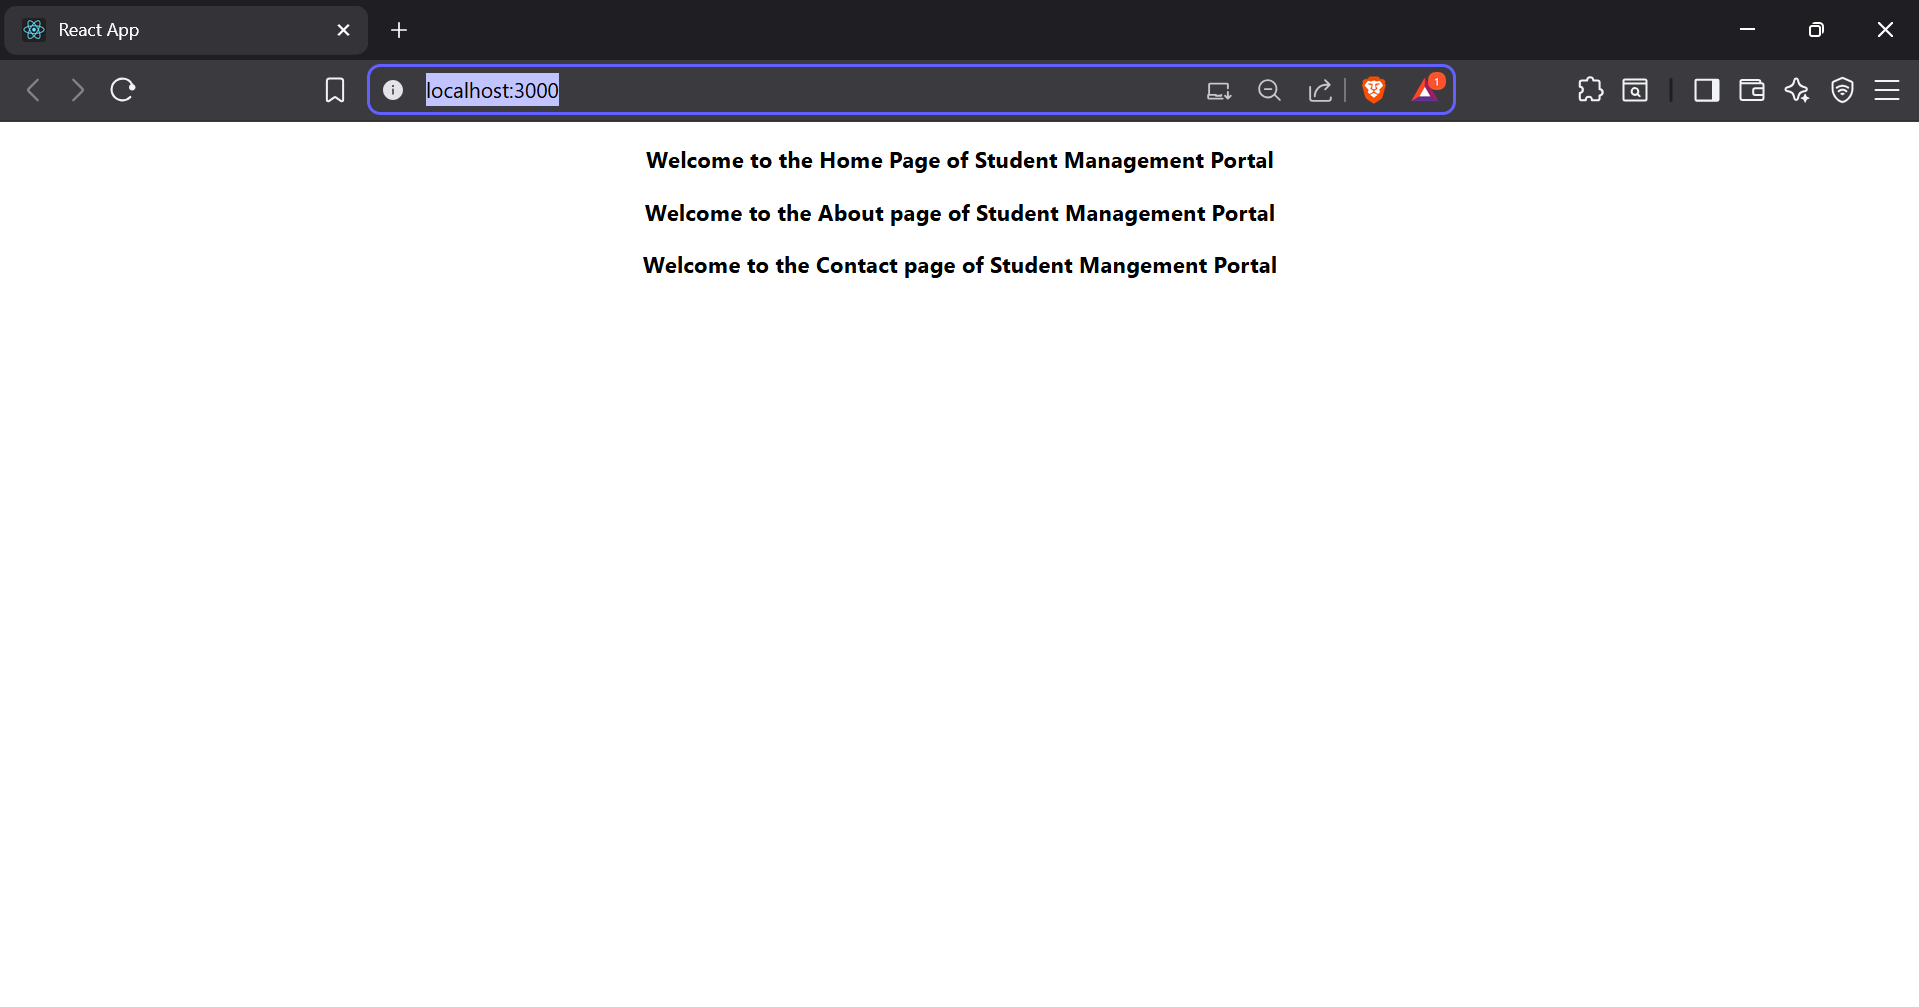 React App
localhost:3000
1
Welcome to the Home Page of Student Management Portal
Welcome to the About page of Student Management Portal
Welcome to the Contact page of Student Mangement Portal